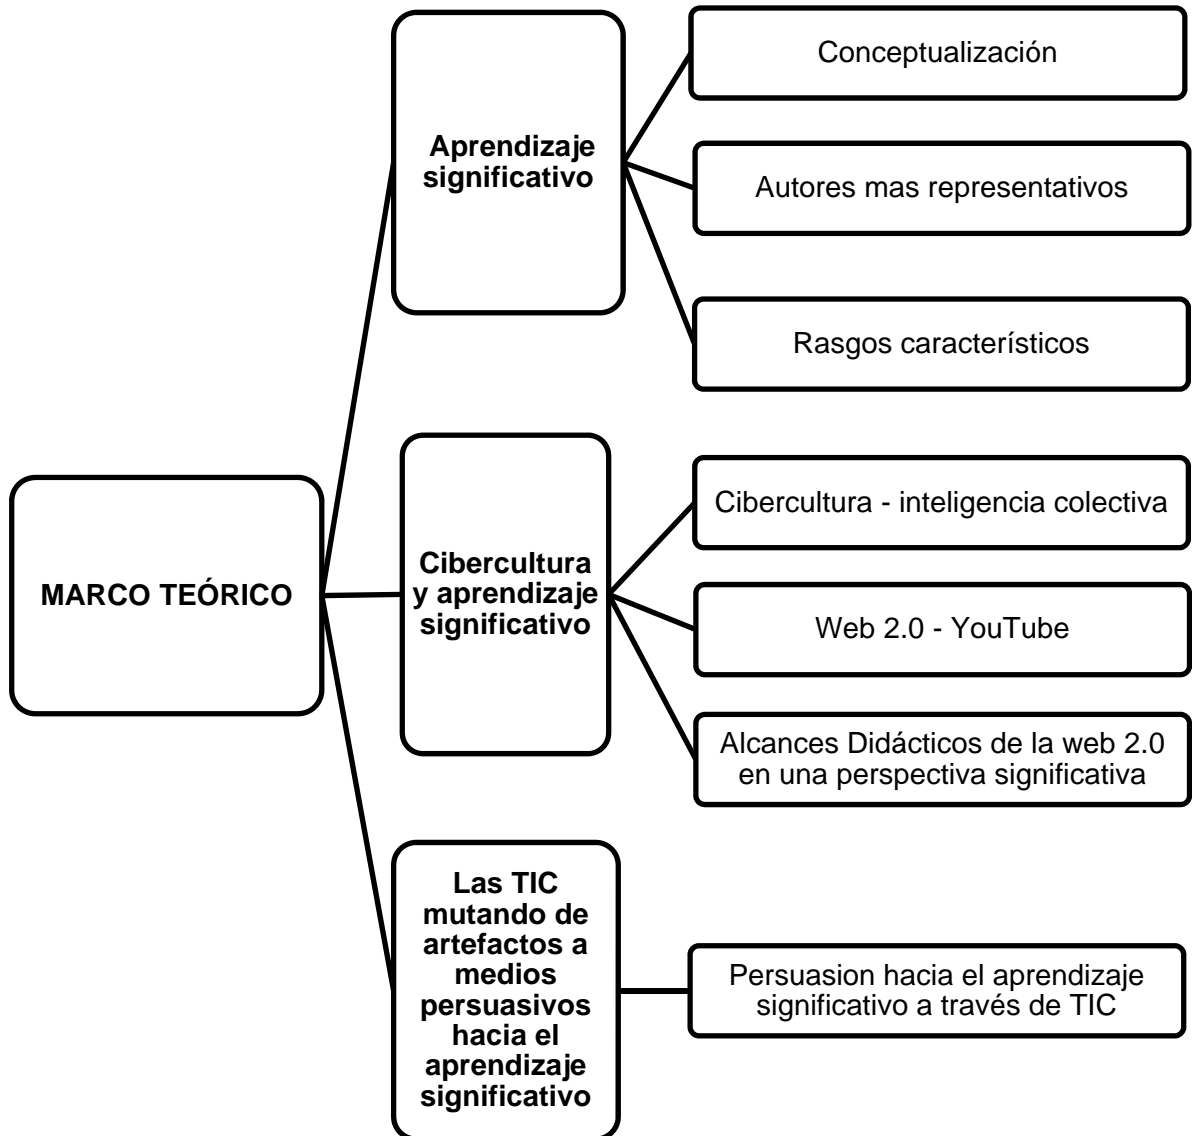 MARCO TEÓRICO
Aprendizaje
significativo
Conceptualización
Autores mas representativos
Rasgos característicos
Cibercultura
y aprendizaje
significativo
Cibercultura - inteligencia colectiva
Web 2.0 - YouTube
Alcances Didácticos de la web 2.0
en una perspectiva significativa
Las TIC
mutando de
artefactos a
medios
persuasivos
hacia el
aprendizaje
significativo
Persuasion hacia el aprendizaje
significativo a través de TIC